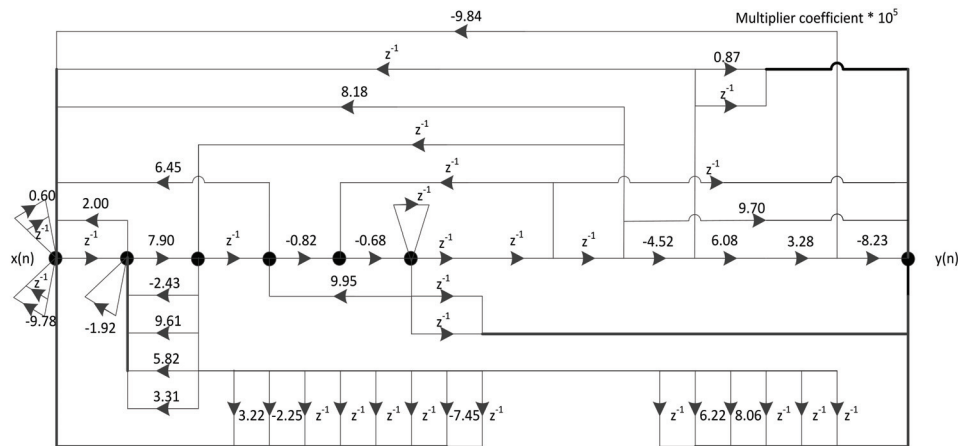 -9.84 Multiplier coefficient * 10⁵
z⁻¹ 0.87
8.18 z⁻¹
z⁻¹
6.45 z⁻¹ z⁻¹
0.60 2.00 z⁻¹ 9.70
z⁻¹
x(n) z⁻¹ 7.90 z⁻¹ -0.82 -0.68 z⁻¹ z⁻¹ z⁻¹ -4.52 6.08 3.28 -8.23 y(n)
z⁻¹ -2.43 9.95 z⁻¹
-9.78 -1.92 9.61 z⁻¹
5.82
3.31 3.22 -2.25 z⁻¹ z⁻¹ z⁻¹ z⁻¹ -7.45 z⁻¹ z⁻¹ 6.22 8.06 z⁻¹ z⁻¹ z⁻¹